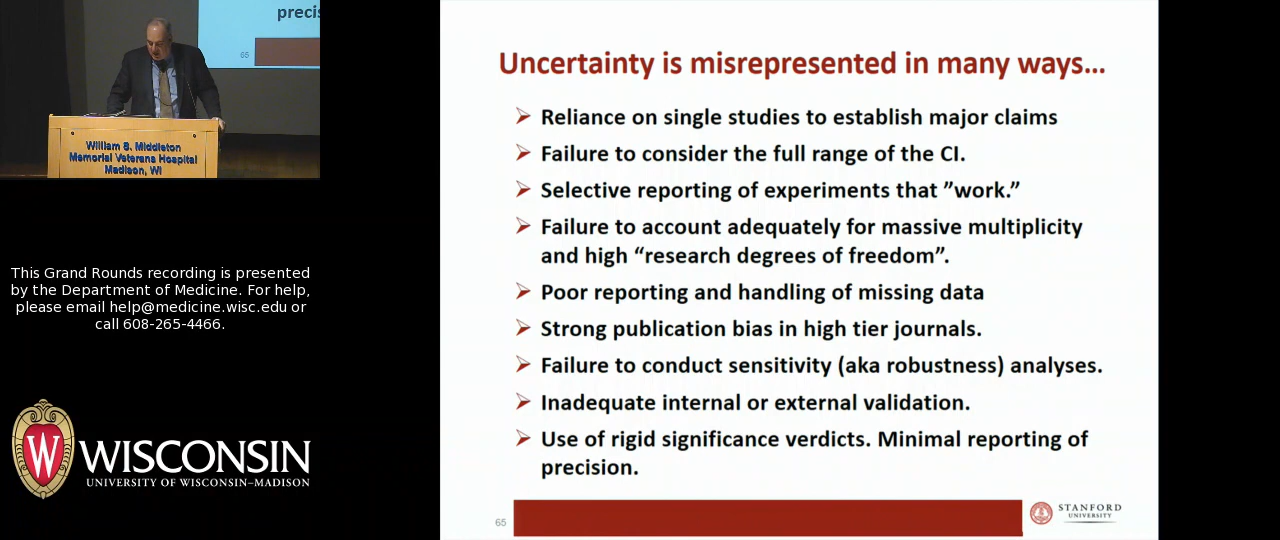 precis
65
William S. Middleton
Memorial Veterans Hospital
Madison, WI
This Grand Rounds recording is presented
by the Department of Medicine. For help,
please email help@medicine.wisc.edu or
call 608-265-4466.
W
WISCONSIN
UNIVERSITY OF WISCONSIN–MADISON
Uncertainty is misrepresented in many ways…
Reliance on single studies to establish major claims
Failure to consider the full range of the CI.
Selective reporting of experiments that ”work.”
Failure to account adequately for massive multiplicity
and high “research degrees of freedom”.
Poor reporting and handling of missing data
Strong publication bias in high tier journals.
Failure to conduct sensitivity (aka robustness) analyses.
Inadequate internal or external validation.
Use of rigid significance verdicts. Minimal reporting of
precision.
65
STANFORD
UNIVERSITY